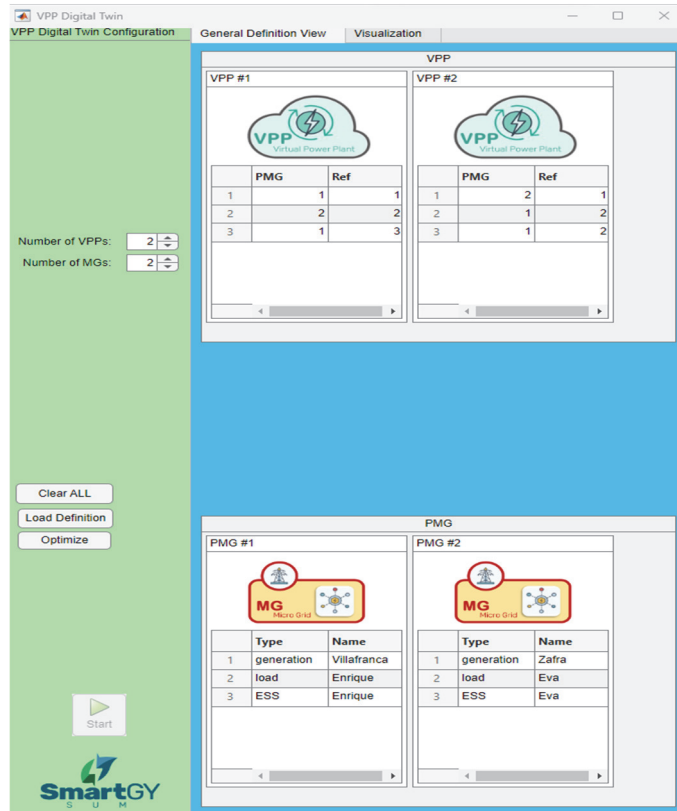 VPP Digital Twin
VPP Digital Twin Configuration
General Definition View Visualization
Number of VPPs: 2
Number of MGs: 2
Clear ALL
Load Definition
Optimize
Start
SmartGY
S U M
VPP
VPP #1
VPP
Virtual Power Plant
PMG Ref
1 1 1
2 2 2
3 1 3
VPP #2
VPP
Virtual Power Plant
PMG Ref
1 2 1
2 1 2
3 1 2
PMG
PMG #1
MG
Micro Grid
Type Name
1 generation Villafranca
2 load Enrique
3 ESS Enrique
PMG #2
MG
Micro Grid
Type Name
1 generation Zafra
2 load Eva
3 ESS Eva